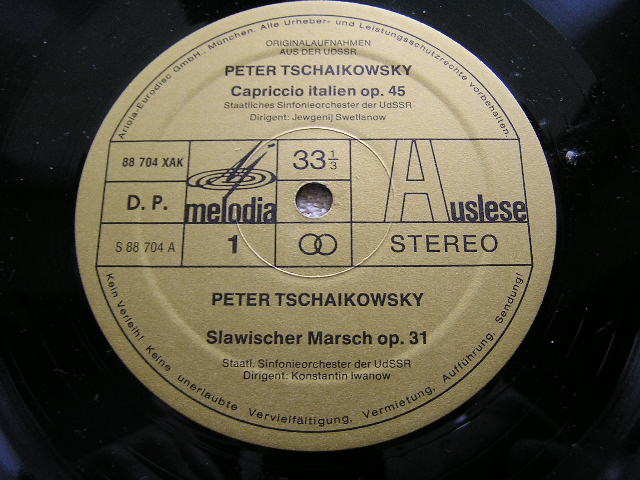 Ariola-Eurodisc GmbH., München. Alle Urheber- und Leistungsschutzrechte vorbehalten.
ORIGINALAUFNAHMEN
AUS DER UDSSR
PETER TSCHAIKOWSKY
Capriccio italien op. 45
Staatliches Sinfonieorchester der UdSSR
Dirigent: Jewgenij Swetlanow
88 704 XAK
33 1/3
D. P.
melodia
Auslese
S 88 704 A
1
STEREO
PETER TSCHAIKOWSKY
Slawischer Marsch op. 31
Staatl. Sinfonieorchester der UdSSR
Dirigent: Konstantin Iwanow
Kein Verleih! Keine unerlaubte Vervielfältigung, Vermietung, Aufführung, Sendung!